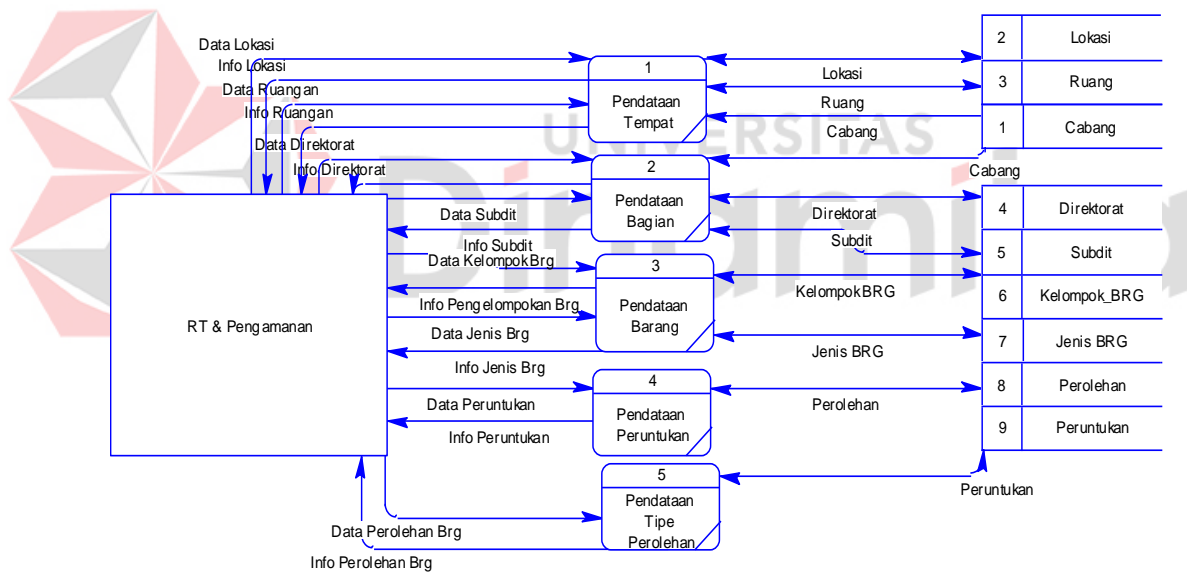 Data Lokasi
Info Lokasi
Data Ruangan
Info Ruangan
Data Direktorat
Info Direktorat
Data Subdit
Info Subdit
Data Kelompok Brg
Info Pengelompokan Brg
Data Jenis Brg
Info Jenis Brg
Data Peruntukan
Info Peruntukan
Data Perolehan Brg
Info Perolehan Brg
RT & Pengamanan
1
Pendataan
Tempat
2
Pendataan
Bagian
3
Pendataan
Barang
4
Pendataan
Peruntukan
5
Pendataan
Tipe
Perolehan
Lokasi
Ruang
Cabang
Cabang
Direktorat
Subdit
KelompokBRG
Jenis BRG
Perolehan
Peruntukan
2 Lokasi
3 Ruang
1 Cabang
4 Direktorat
5 Subdit
6 Kelompok_BRG
7 Jenis BRG
8 Perolehan
9 Peruntukan
UNIVERSITAS
Dinamika